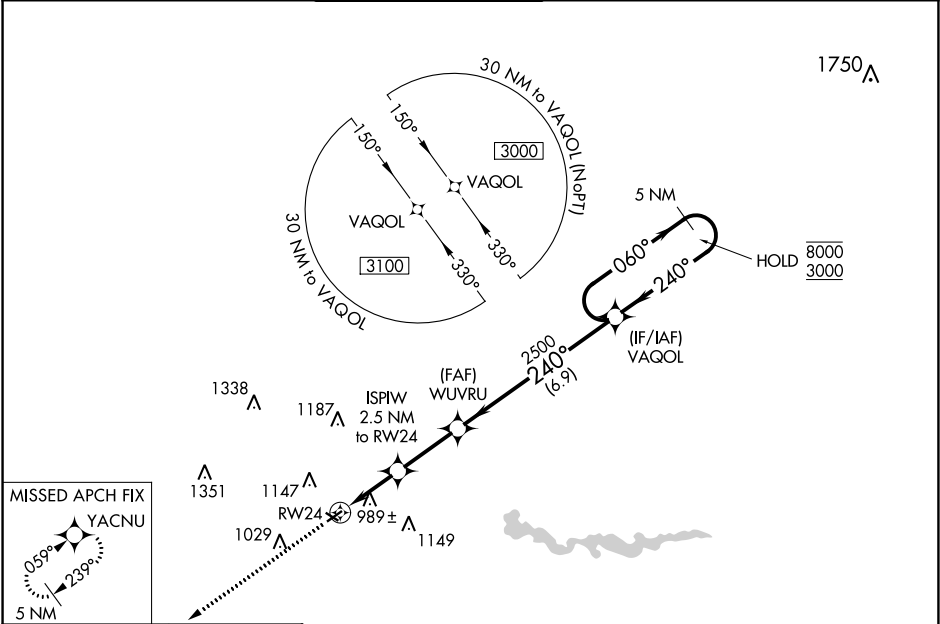 1750
30 NM to VAQOL (NoPT)
150°
3000
VAQOL
330°
150°
VAQOL
3100
330°
30 NM to VAQOL
5 NM
060°
240°
HOLD
8000
3000
(IF/IAF)
VAQOL
2500
240°
(6.9)
(FAF)
WUVRU
ISPIW
2.5 NM
to RW24
1338
1187
1351
1147
RW24
989±
1029
1149
MISSED APCH FIX
YACNU
059°
239°
5 NM